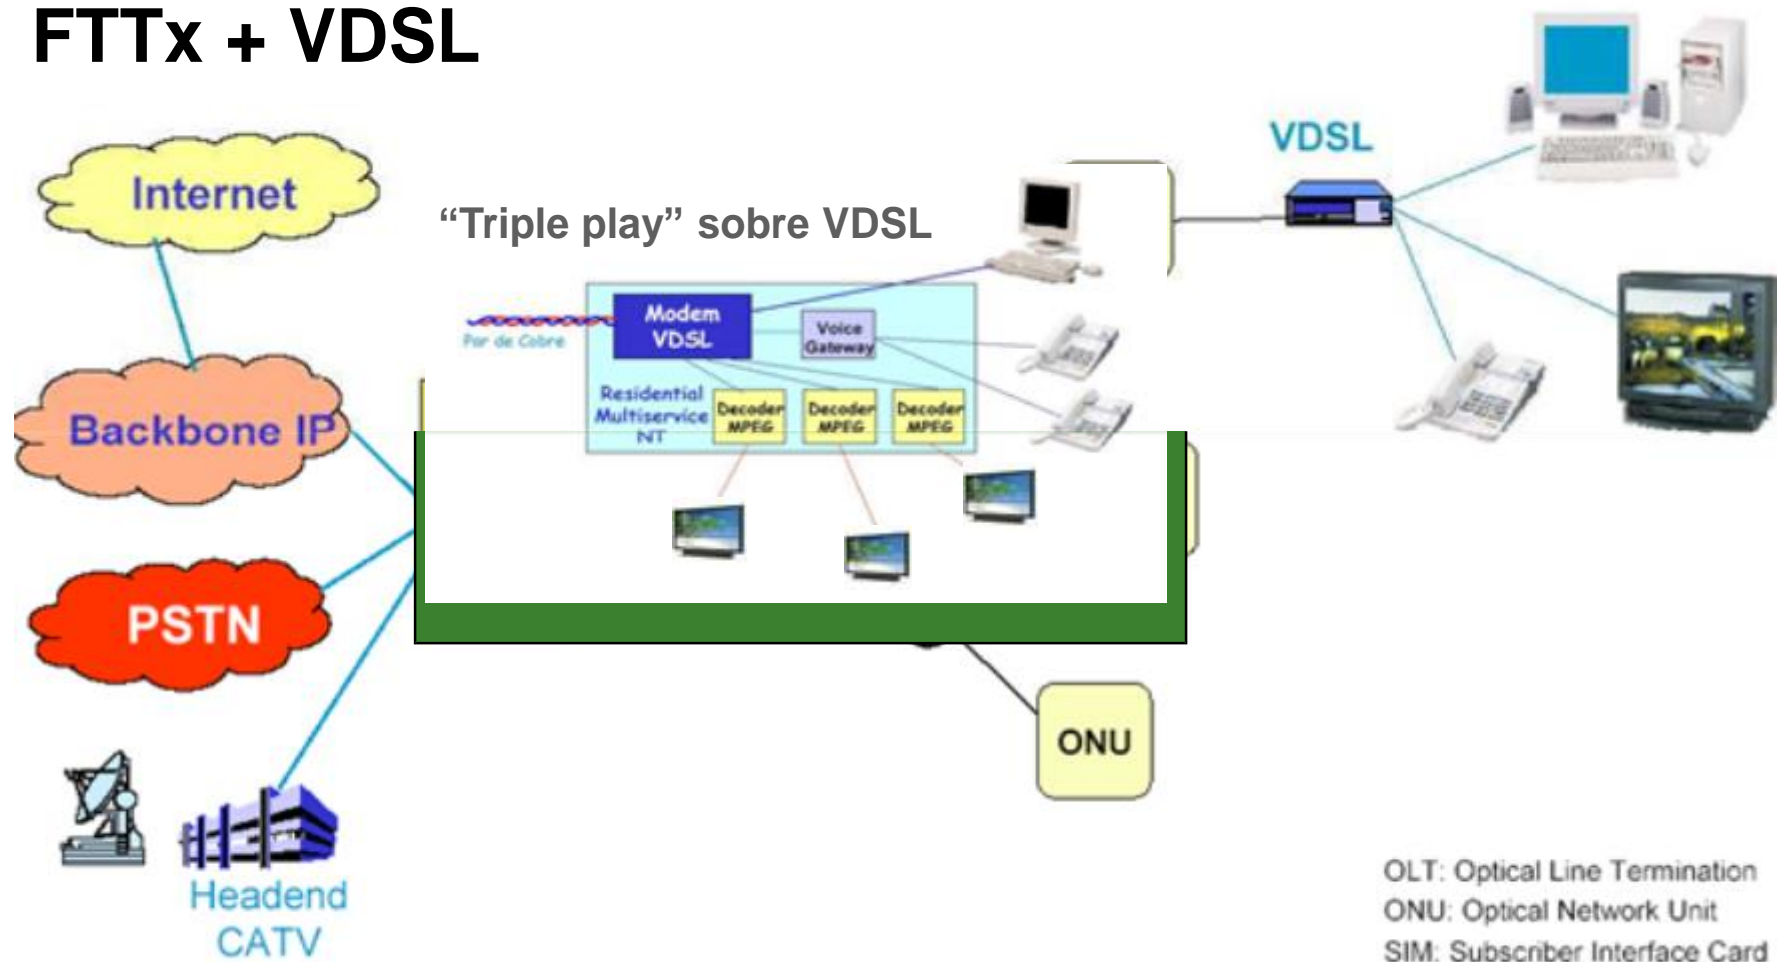 FTTx + VDSL
VDSL
Internet
“Triple play” sobre VDSL
Modem
VDSL
Voice
Gateway
Par de Cobre
Residential
Multiservice
NT
Decoder
MPEG
Decoder
MPEG
Decoder
MPEG
Backbone IP
PSTN
ONU
Headend
CATV
OLT: Optical Line Termination
ONU: Optical Network Unit
SIM: Subscriber Interface Card